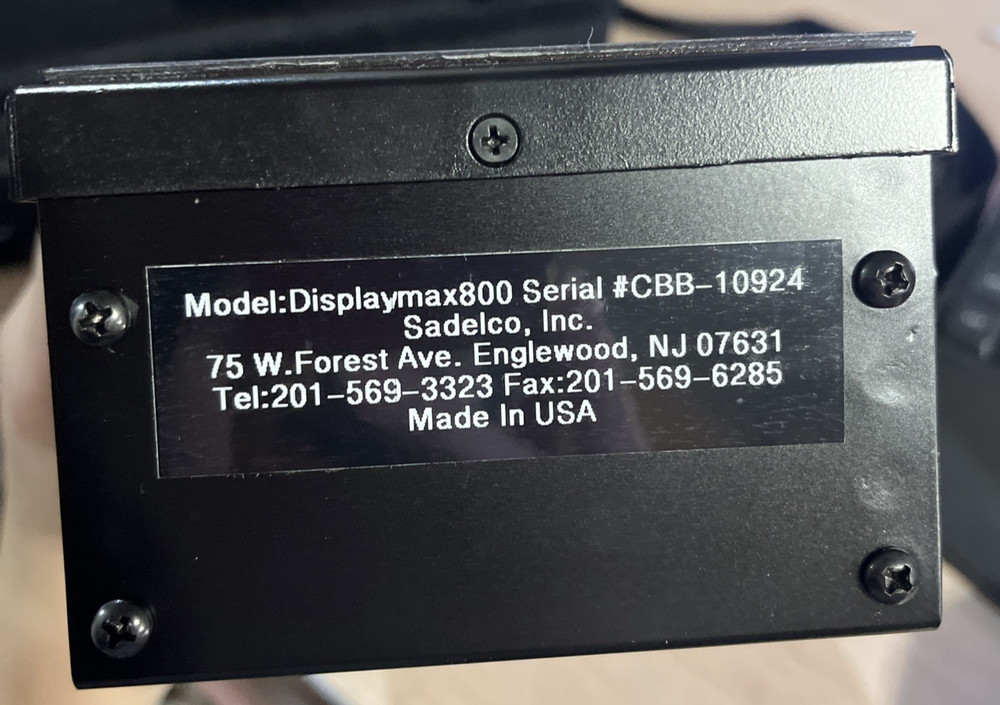 Model:Displaymax800 Serial #CBB-10924
Sadelco, Inc.
75 W.Forest Ave. Englewood, NJ 07631
Tel:201-569-3323 Fax:201-569-6285
Made In USA